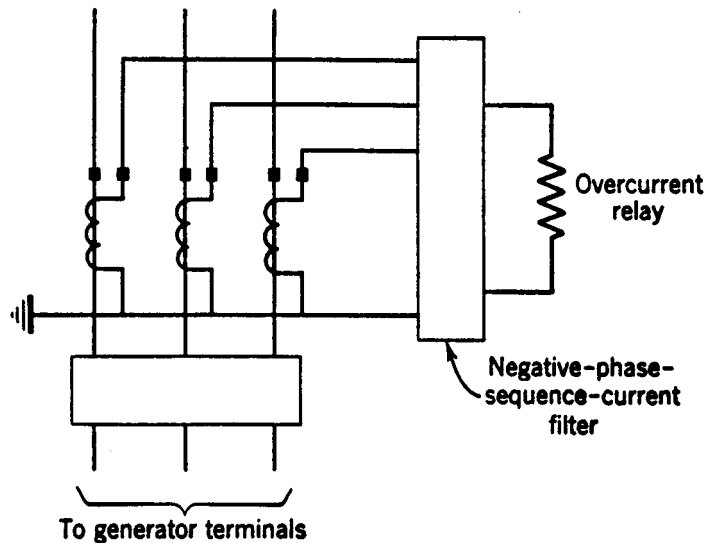 Overcurrent
relay
Negative-phase-
sequence-current
filter
To generator terminals